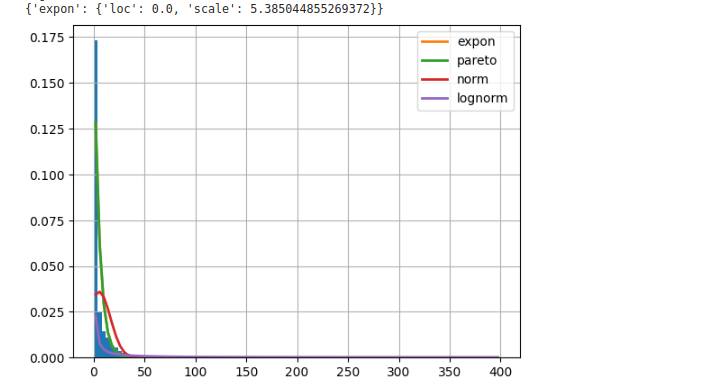 {'expon': {'loc': 0.0, 'scale': 5.385044855269372}}
0.175
0.150
0.125
0.100
0.075
0.050
0.025
0.000
expon
pareto
norm
lognorm
0 50 100 150 200 250 300 350 400